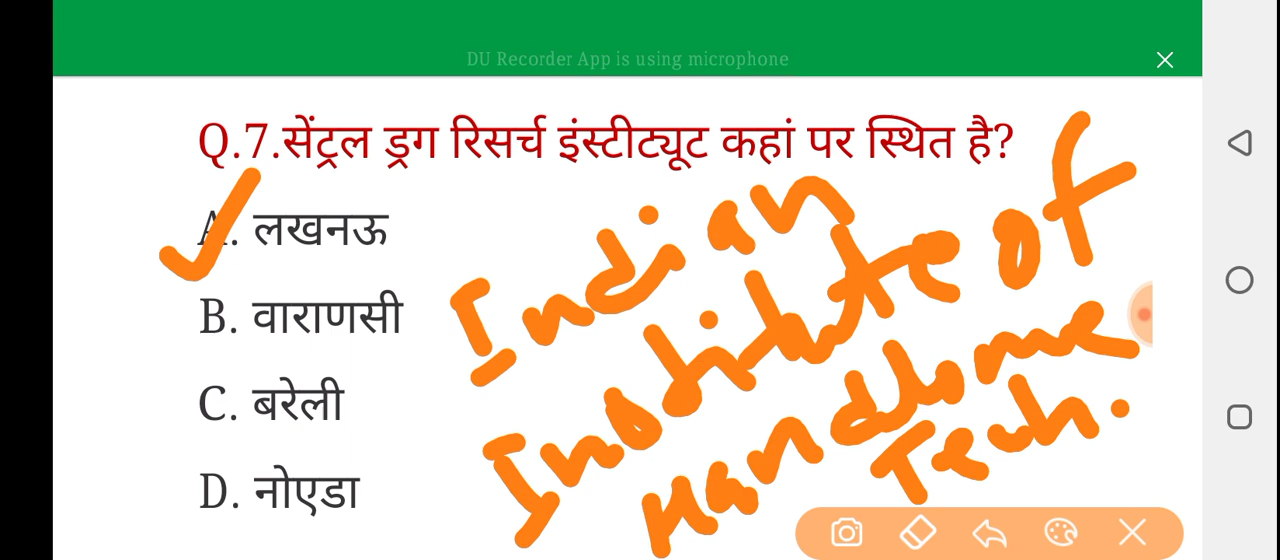 DU Recorder App is using microphone
Q.7.सेंट्रल ड्रग रिसर्च इंस्टीट्यूट कहां पर स्थित है?
A. लखनऊ
B. वाराणसी
C. बरेली
D. नोएडा
Indian
Institute of
Handlome
Tech.